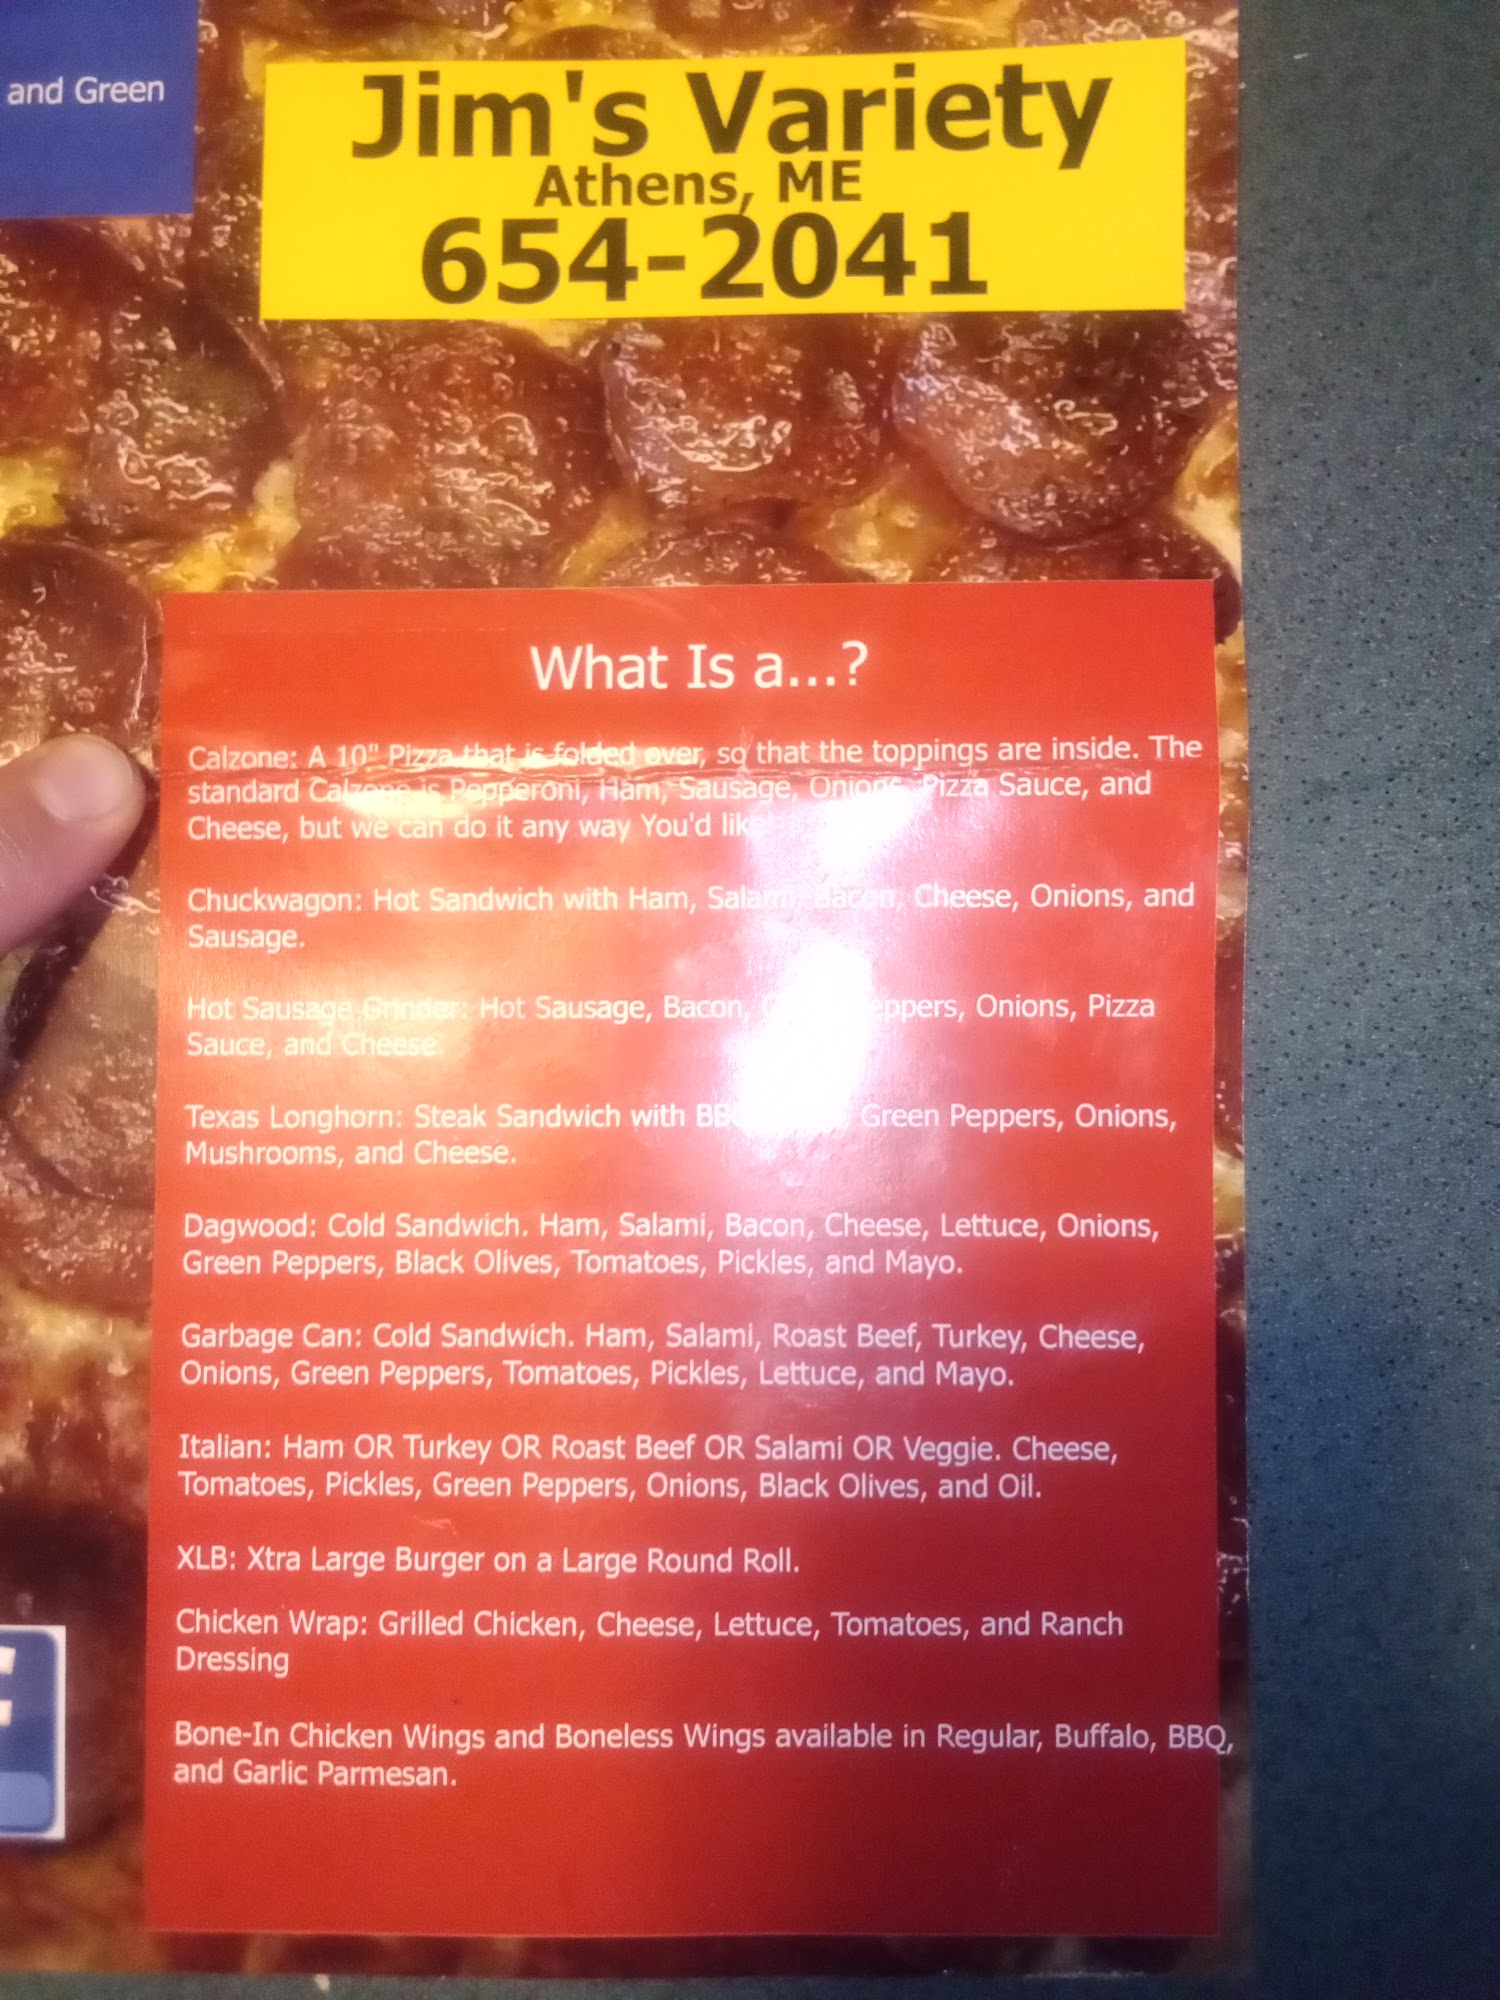 and Green
Jim's Variety
Athens, ME
654-2041
What Is a...?
Calzone: A 10" Pizza that is folded over, so that the toppings are inside. The
standard Calzone is Pepperoni, Ham, Sausage, Onions, Pizza Sauce, and
Cheese, but we can do it any way You'd like
Chuckwagon: Hot Sandwich with Ham, Salami, Bacon, Cheese, Onions, and
Sausage.
Hot Sausage Grinder: Hot Sausage, Bacon, Peppers, Onions, Pizza
Sauce, and Cheese.
Texas Longhorn: Steak Sandwich with Green Peppers, Onions,
Mushrooms, and Cheese.
Dagwood: Cold Sandwich. Ham, Salami, Bacon, Cheese, Lettuce, Onions,
Green Peppers, Black Olives, Tomatoes, Pickles, and Mayo.
Garbage Can: Cold Sandwich. Ham, Salami, Roast Beef, Turkey, Cheese,
Onions, Green Peppers, Tomatoes, Pickles, Lettuce, and Mayo.
Italian: Ham OR Turkey OR Roast Beef OR Salami OR Veggie. Cheese,
Tomatoes, Pickles, Green Peppers, Onions, Black Olives, and Oil.
XLB: Xtra Large Burger on a Large Round Roll.
Chicken Wrap: Grilled Chicken, Cheese, Lettuce, Tomatoes, and Ranch
Dressing
Bone-In Chicken Wings and Boneless Wings available in Regular, Buffalo, BBQ,
and Garlic Parmesan.